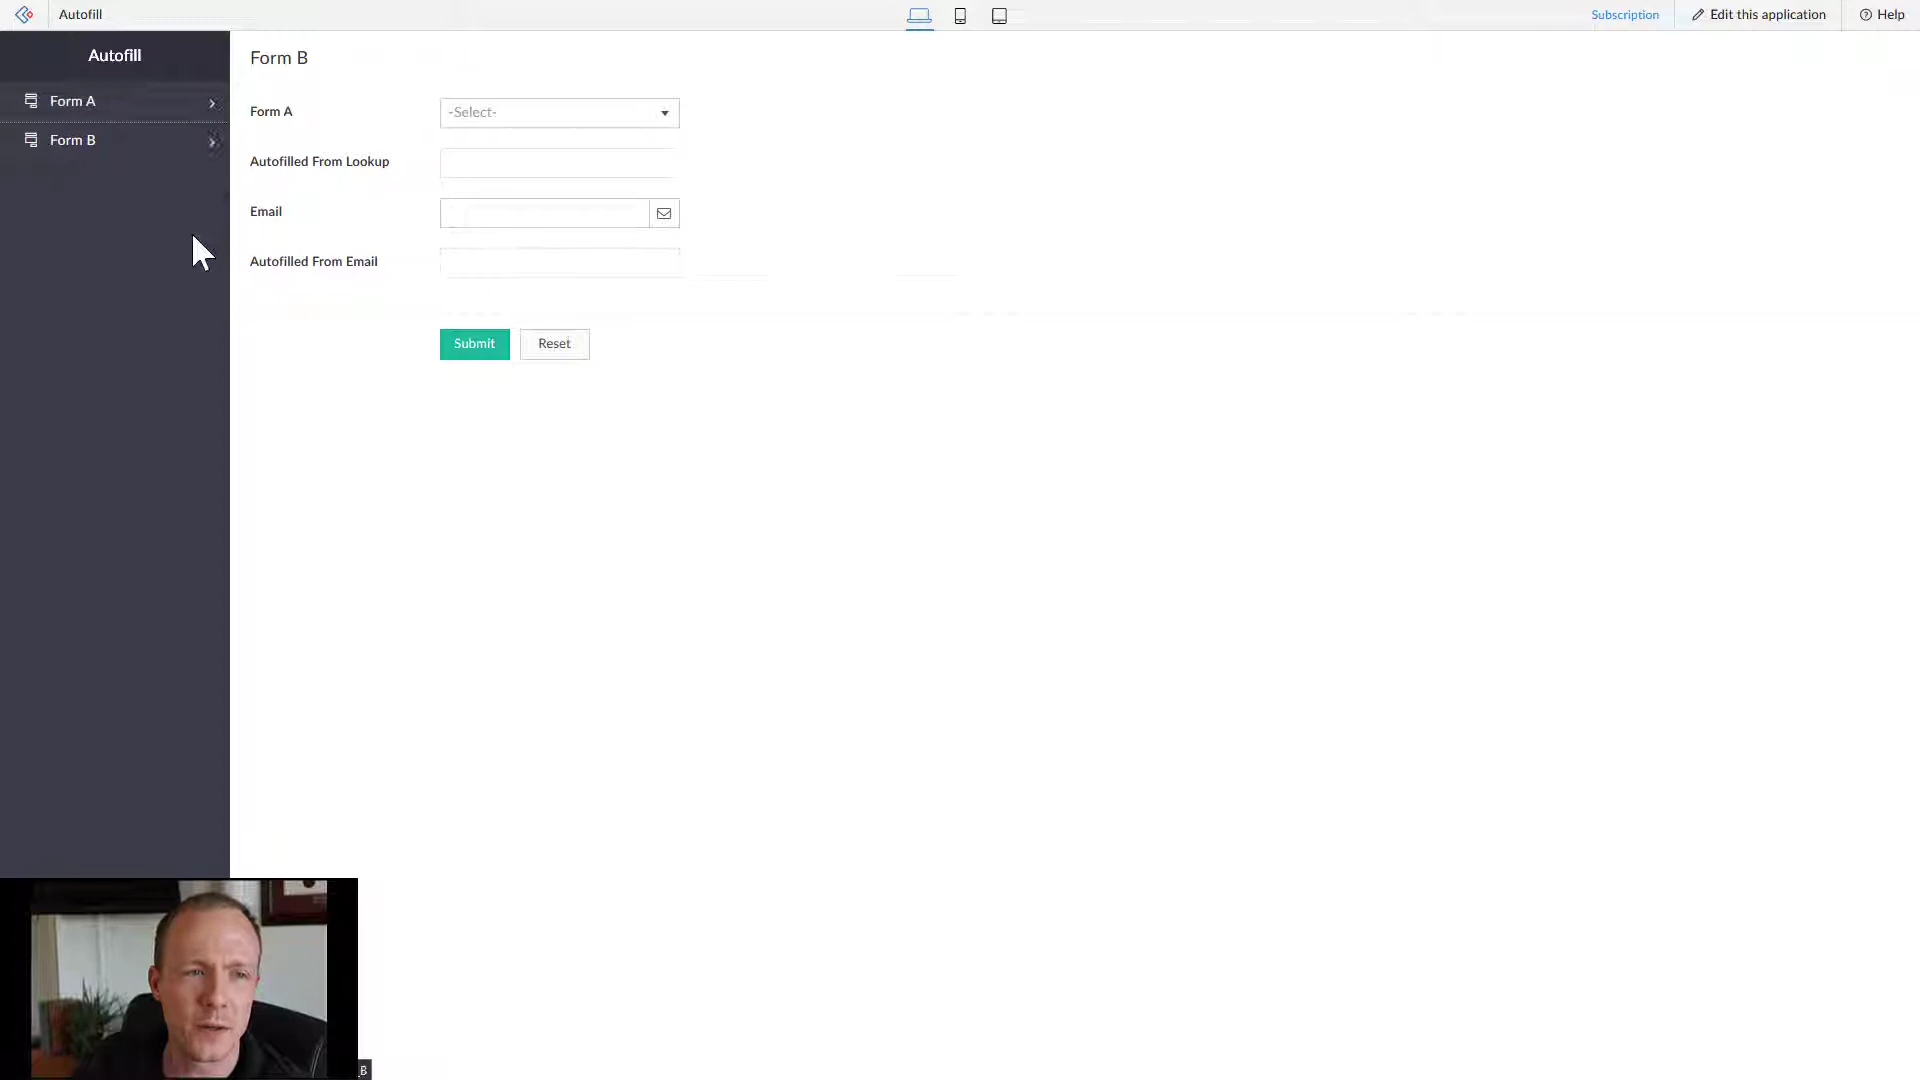 Autofill
Subscription
Edit this application
Help
Autofill
Form A
Form B
Form B
Form A
-Select-
Autofilled From Lookup
Email
Autofilled From Email
Submit
Reset
B